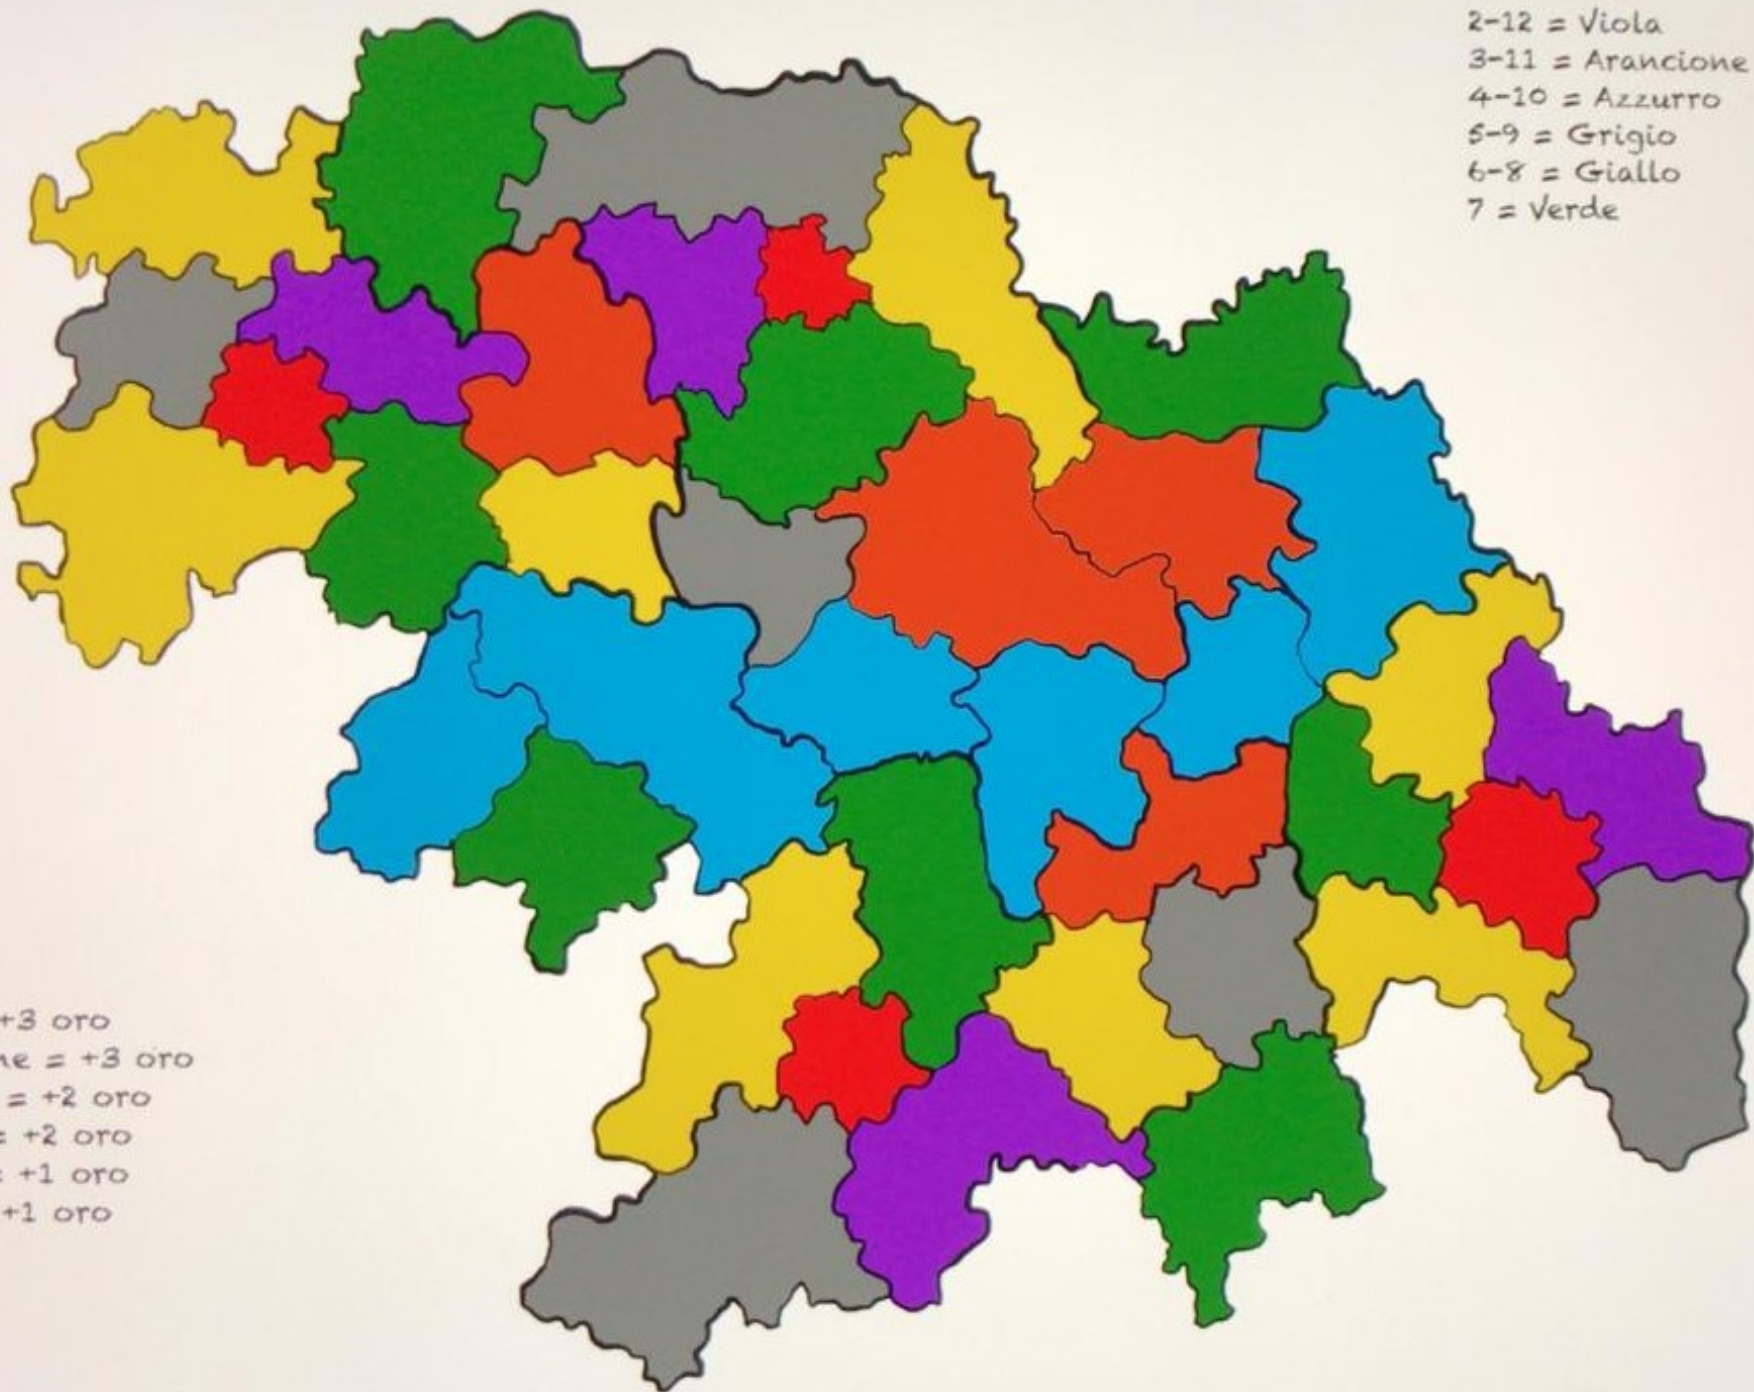 2-12 = Viola
3-11 = Arancione
4-10 = Azzurro
5-9 = Grigio
6-8 = Giallo
7 = Verde
+3 oro
ne = +3 oro
= +2 oro
= +2 oro
= +1 oro
+1 oro